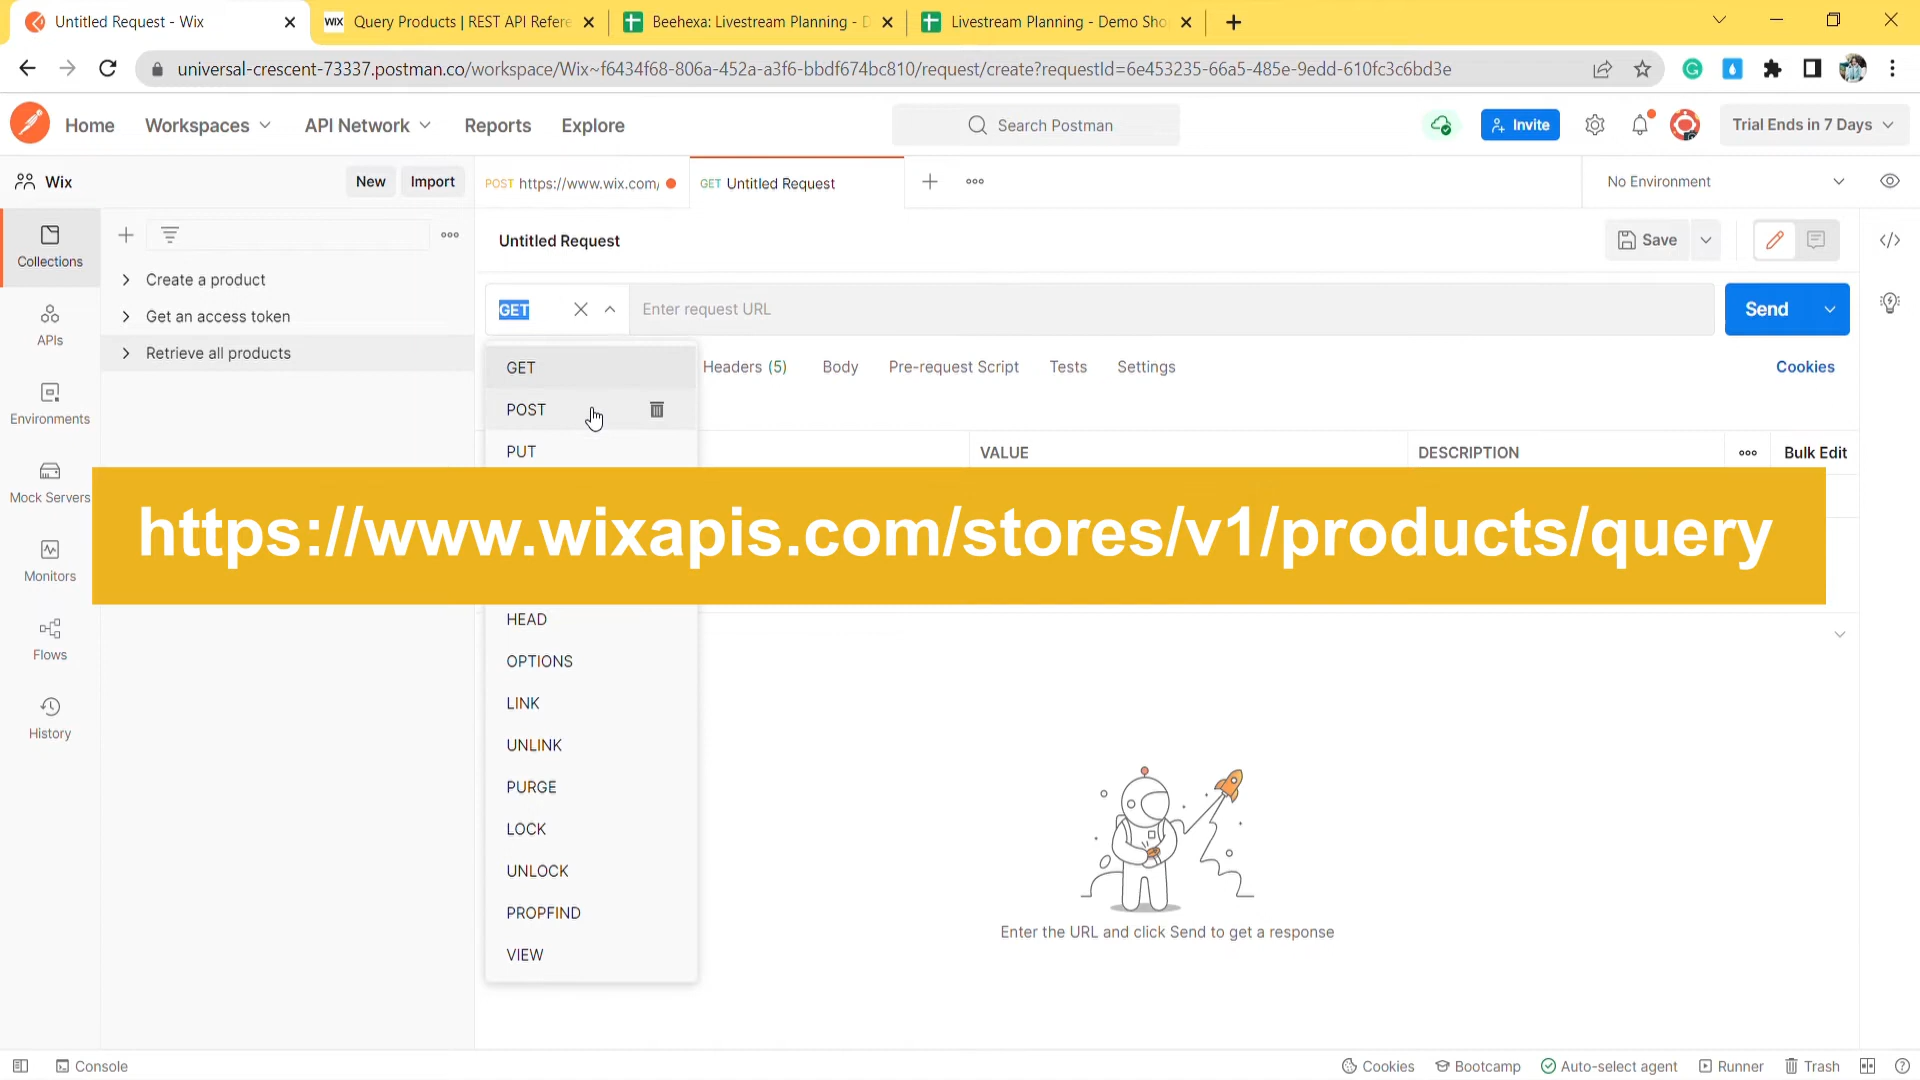 Untitled Request - Wix
WIX Query Products | REST API Refere
Beehexa: Livestream Planning - D
Livestream Planning - Demo Sho
universal-crescent-73337.postman.co/workspace/Wix~f6434f68-806a-452a-a3f6-bbdf674bc810/request/create?requestId=6e453235-66a5-485e-9edd-610fc3c6bd3e
Home Workspaces API Network Reports Explore
Search Postman
Invite
Trial Ends in 7 Days
Wix
New Import
POST https://www.wix.com/
GET Untitled Request
No Environment
Collections
Create a product
Get an access token
Retrieve all products
Untitled Request
Save
GET
Enter request URL
Send
APIs
GET
Headers (5) Body Pre-request Script Tests Settings
Cookies
Environments
POST
PUT
VALUE DESCRIPTION Bulk Edit
Mock Servers
https://www.wixapis.com/stores/v1/products/query
Monitors
HEAD
Flows
OPTIONS
LINK
History
UNLINK
PURGE
LOCK
UNLOCK
PROPFIND
VIEW
Enter the URL and click Send to get a response
Console
Cookies Bootcamp Auto-select agent Runner Trash